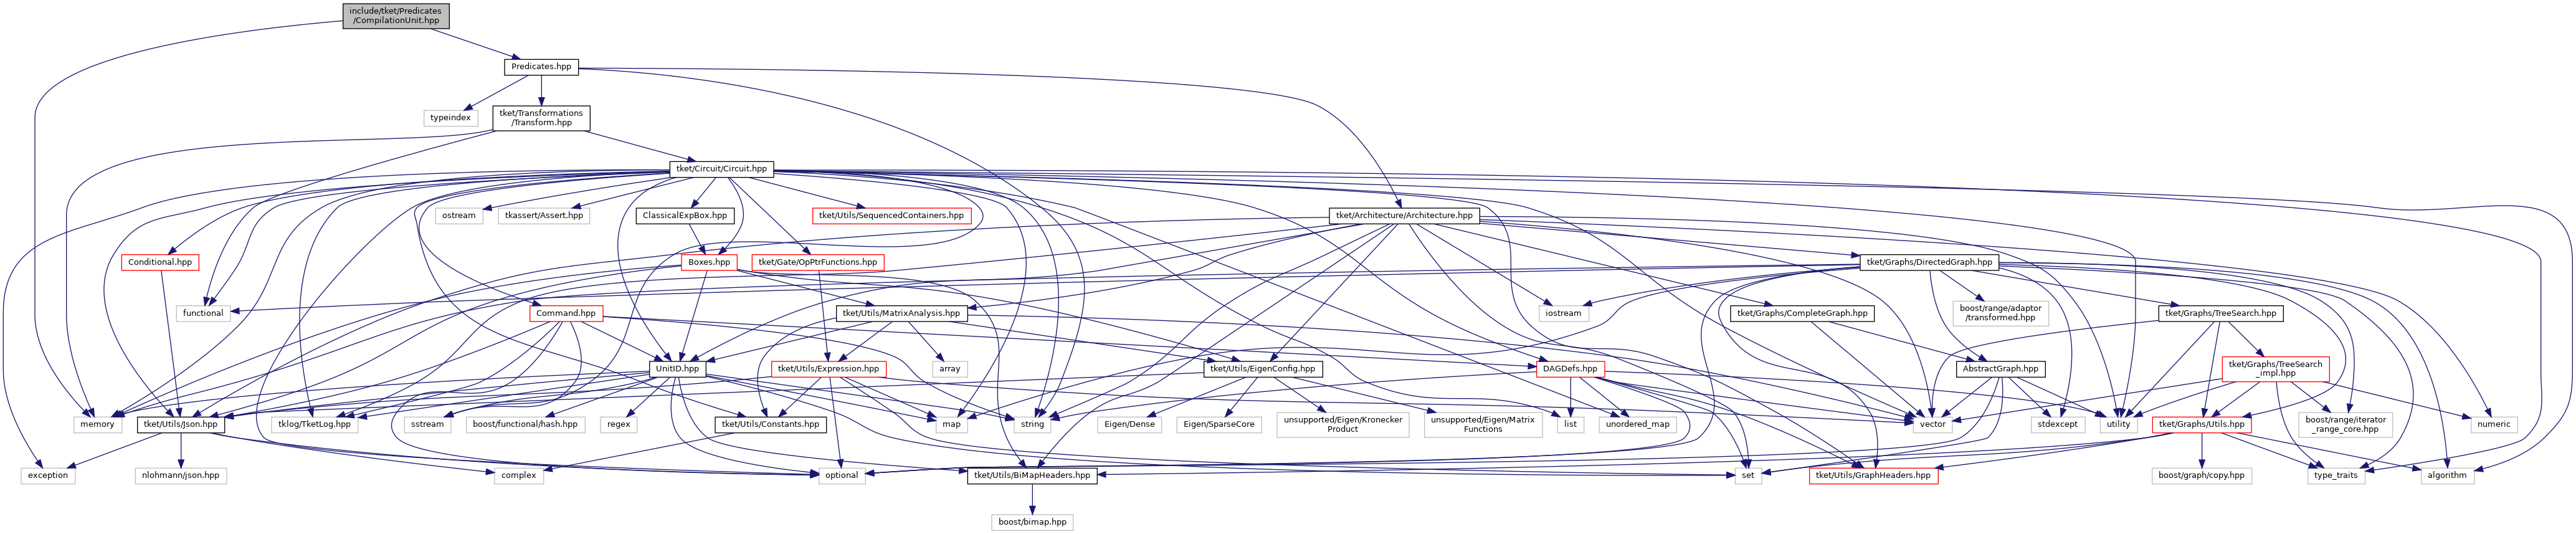 include/tket/Predicates
/CompilationUnit.hpp
Predicates.hpp
typeindex
tket/Transformations
/Transform.hpp
tket/Circuit/Circuit.hpp
ostream
tkassert/Assert.hpp
ClassicalExpBox.hpp
tket/Utils/SequencedContainers.hpp
tket/Architecture/Architecture.hpp
Conditional.hpp
Boxes.hpp
tket/Gate/OpPtrFunctions.hpp
tket/Graphs/DirectedGraph.hpp
functional
Command.hpp
tket/Utils/MatrixAnalysis.hpp
iostream
tket/Graphs/CompleteGraph.hpp
boost/range/adaptor
/transformed.hpp
tket/Graphs/TreeSearch.hpp
UnitID.hpp
tket/Utils/Expression.hpp
array
tket/Utils/EigenConfig.hpp
DAGDefs.hpp
AbstractGraph.hpp
tket/Graphs/TreeSearch
_impl.hpp
memory
tket/Utils/Json.hpp
tklog/TketLog.hpp
sstream
boost/functional/hash.hpp
regex
tket/Utils/Constants.hpp
map
string
Eigen/Dense
Eigen/SparseCore
unsupported/Eigen/Kronecker
Product
unsupported/Eigen/Matrix
Functions
list
unordered_map
vector
stdexcept
utility
tket/Graphs/Utils.hpp
boost/range/iterator
_range_core.hpp
numeric
exception
nlohmann/json.hpp
complex
optional
tket/Utils/BiMapHeaders.hpp
set
tket/Utils/GraphHeaders.hpp
boost/graph/copy.hpp
type_traits
algorithm
boost/bimap.hpp